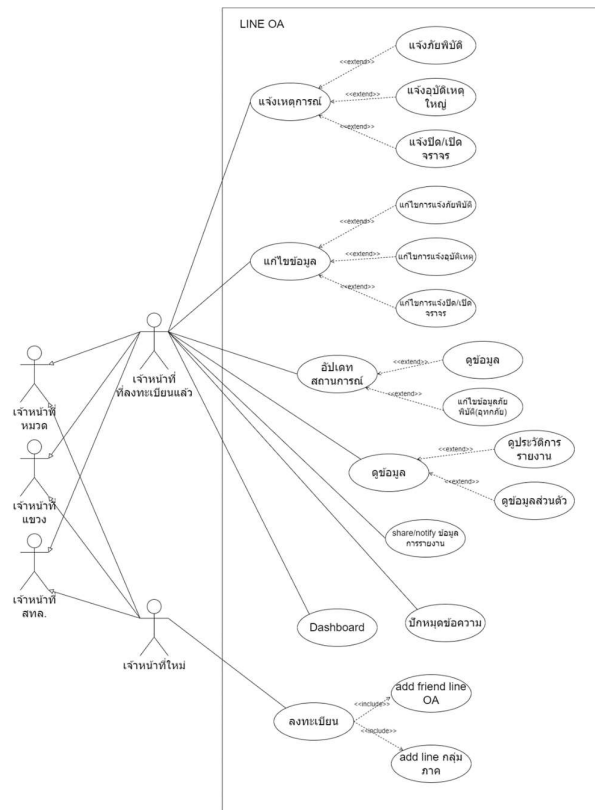 LINE OA
แจ้งภัยพิบัติ
<<extend>>
แจ้งเหตุการณ์
<<extend>>
แจ้งอุบัติเหตุ
ใหญ่
<<extend>>
แจ้งปิด/เปิด
จราจร
แก้ไขการแจ้งภัยพิบัติ
<<extend>>
แก้ไขข้อมูล
<<extend>>
แก้ไขการแจ้งอุบัติเหตุ
<<extend>>
แก้ไขการแจ้งปิด/เปิด
จราจร
เจ้าหน้าที่
ที่ลงทะเบียนแล้ว
อัปเดท
สถานการณ์
<<extend>>
ดูข้อมูล
<<extend>>
แก้ไขข้อมูลภัย
พิบัติ(อุทกภัย)
เจ้าหน้าที่
หมวด
ดูข้อมูล
<<extend>>
ดูประวัติการ
รายงาน
<<extend>>
ดูข้อมูลส่วนตัว
เจ้าหน้าที่
แขวง
share/notify ข้อมูล
การรายงาน
เจ้าหน้าที่
สทล.
Dashboard
ปักหมุดข้อความ
เจ้าหน้าที่ใหม่
ลงทะเบียน
<<include>>
add friend line
OA
<<include>>
add line กลุ่ม
ภาค